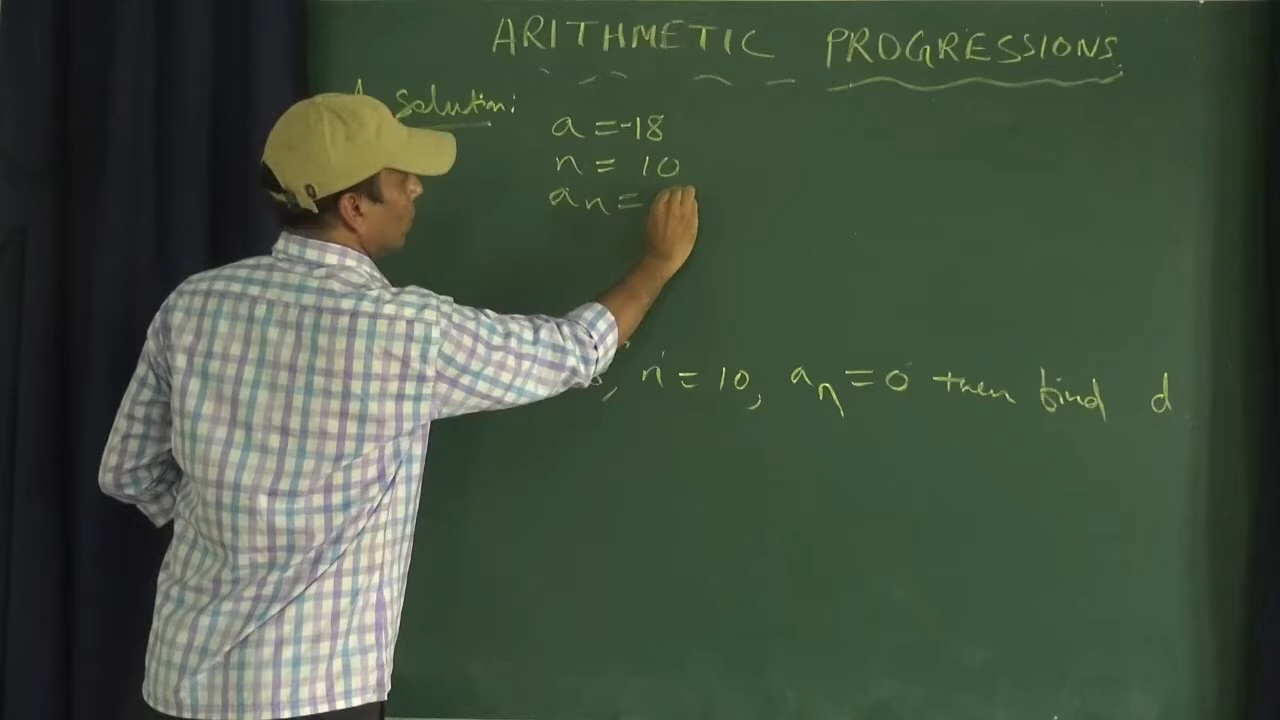 ARITHMETIC PROGRESSIONS
solution:
a = -18
n = 10
an =
, n = 10, an = 0 then find d